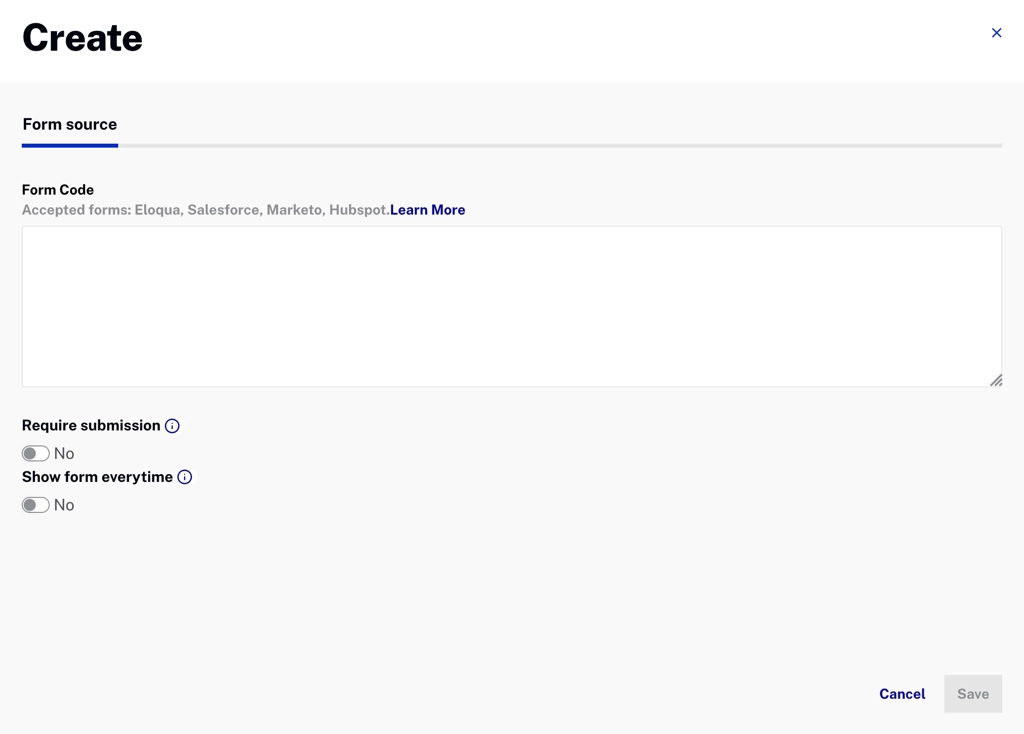 Create
Form source
Form Code
Accepted forms: Eloqua, Salesforce, Marketo, Hubspot.Learn More
Require submission
No
Show form everytime
No
Cancel
Save